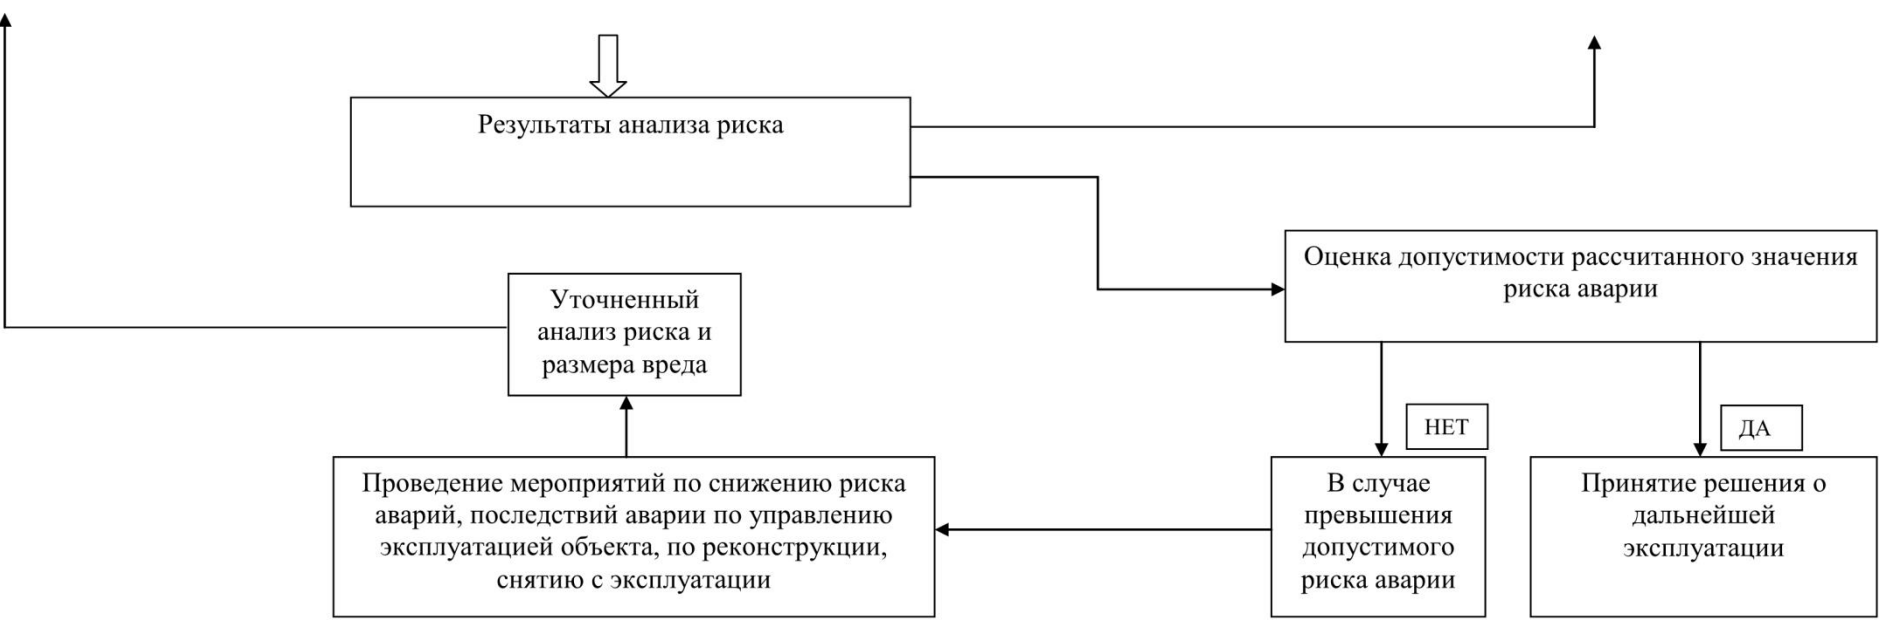 Результаты анализа риска
Оценка допустимости рассчитанного значения
риска аварии
Уточненный
анализ риска и
размера вреда
НЕТ
ДА
Проведение мероприятий по снижению риска
аварий, последствий аварии по управлению
эксплуатацией объекта, по реконструкции,
снятию с эксплуатации
В случае
превышения
допустимого
риска аварии
Принятие решения о
дальнейшей
эксплуатации